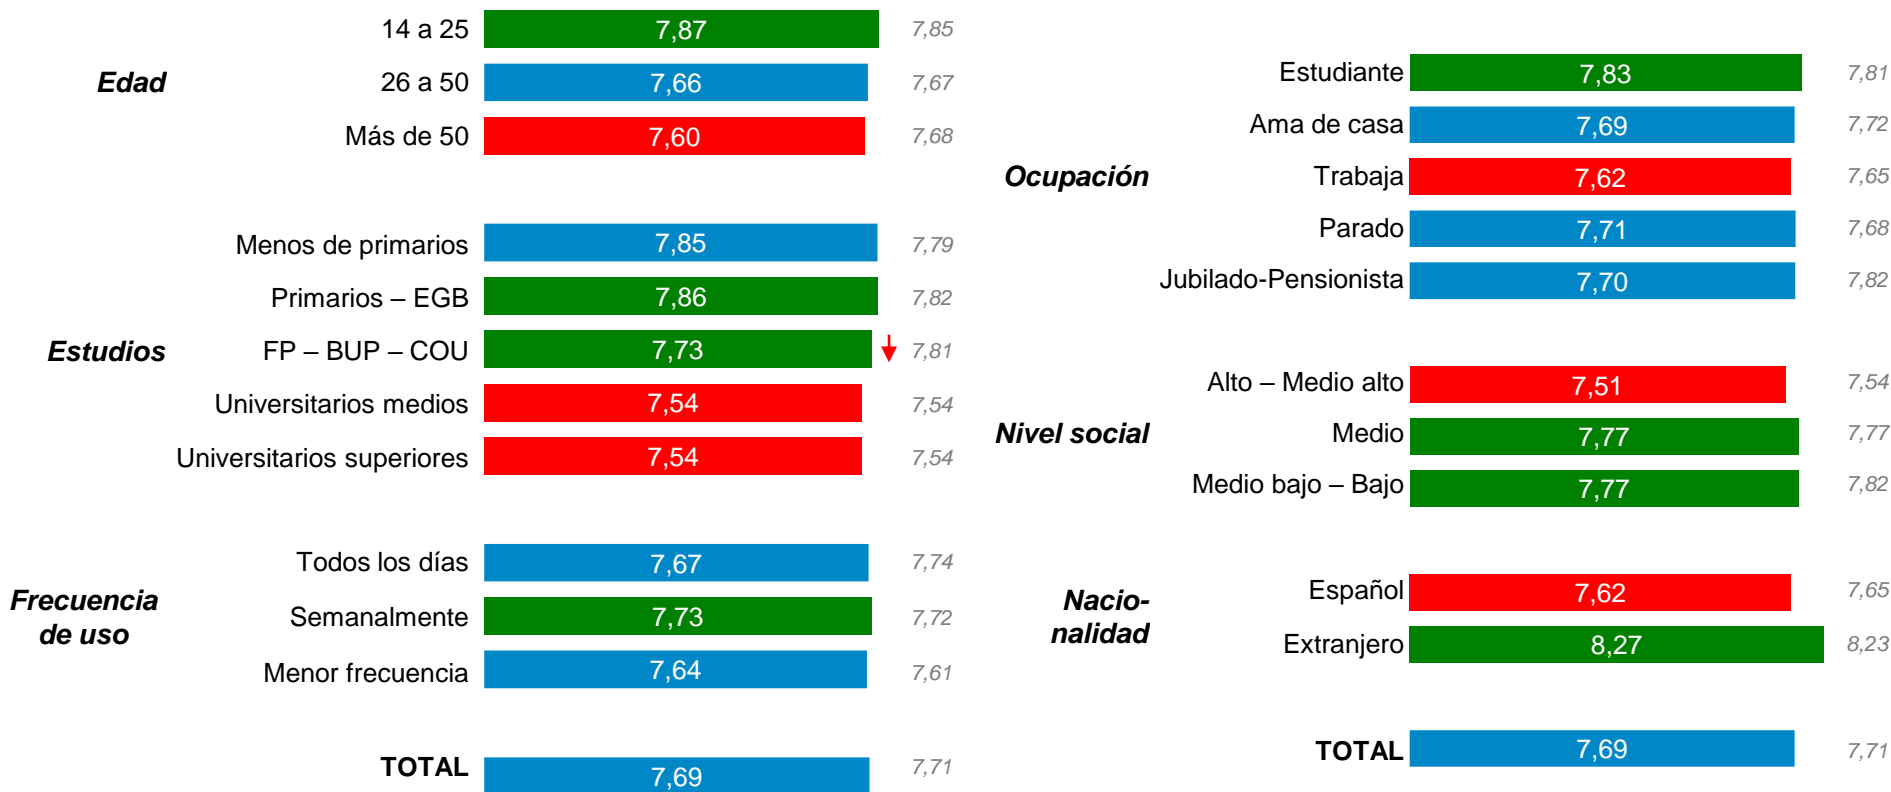 14 a 25 7,87 7,85
Edad 26 a 50 7,66 7,67
Más de 50 7,60 7,68
Menos de primarios 7,85 7,79
Primarios – EGB 7,86 7,82
Estudios FP – BUP – COU 7,73 7,81
Universitarios medios 7,54 7,54
Universitarios superiores 7,54 7,54
Todos los días 7,67 7,74
Frecuencia
de uso
Semanalmente 7,73 7,72
Menor frecuencia 7,64 7,61
TOTAL 7,69 7,71
Estudiante 7,83 7,81
Ama de casa 7,69 7,72
Ocupación Trabaja 7,62 7,65
Parado 7,71 7,68
Jubilado-Pensionista 7,70 7,82
Alto – Medio alto 7,51 7,54
Nivel social Medio 7,77 7,77
Medio bajo – Bajo 7,77 7,82
Nacio-
nalidad
Español 7,62 7,65
Extranjero 8,27 8,23
TOTAL 7,69 7,71